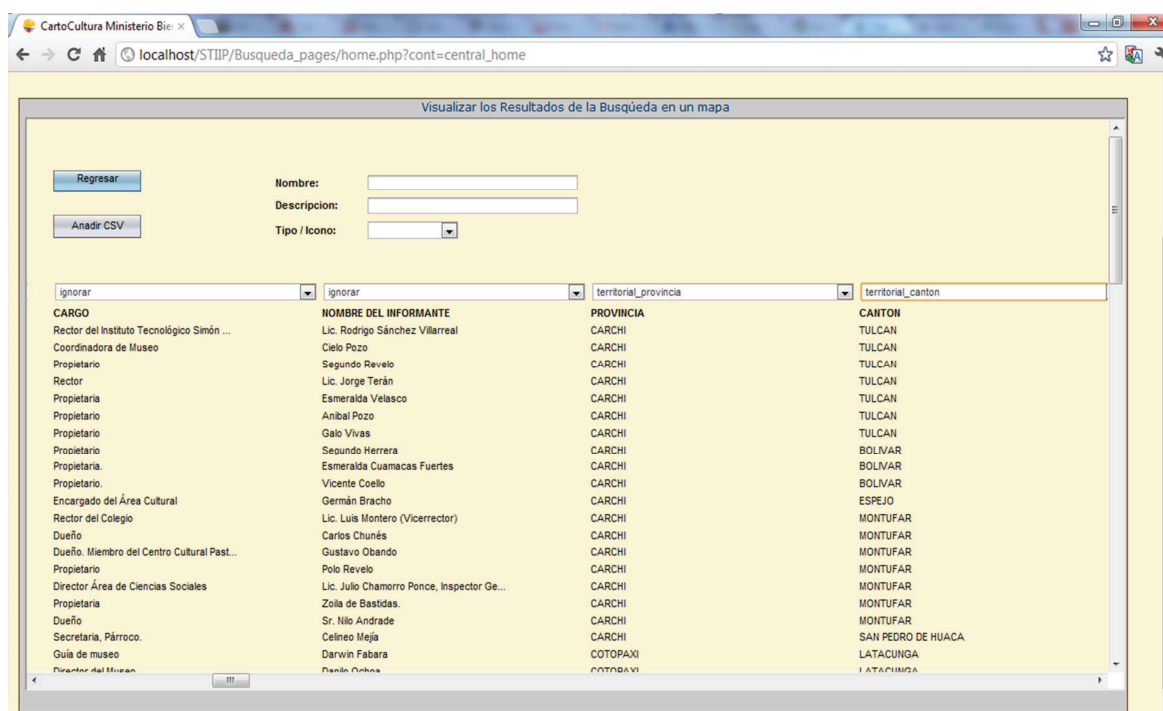 CartoCultura Ministerio Bie ×
localhost/STIIP/Busqueda_pages/home.php?cont=central_home
Visualizar los Resultados de la Busqúeda en un mapa
Regresar
Nombre:
Descripcion:
Anadir CSV
Tipo / Icono:
ignorar ignorar territorial_provincia territorial_canton
CARGO NOMBRE DEL INFORMANTE PROVINCIA CANTON
Rector del Instituto Tecnológico Simón ... Lic. Rodrigo Sánchez Villarreal CARCHI TULCAN
Coordinadora de Museo Cielo Pozo CARCHI TULCAN
Propietario Segundo Revelo CARCHI TULCAN
Rector Lic. Jorge Terán CARCHI TULCAN
Propietaria Esmeralda Velasco CARCHI TULCAN
Propietario Anibal Pozo CARCHI TULCAN
Propietario Galo Vivas CARCHI TULCAN
Propietario Segundo Herrera CARCHI BOLIVAR
Propietaria. Esmeralda Cuamacas Fuertes CARCHI BOLIVAR
Propietario. Vicente Coello CARCHI BOLIVAR
Encargado del Área Cultural Germán Bracho CARCHI ESPEJO
Rector del Colegio Lic. Luis Montero (Vicerrector) CARCHI MONTUFAR
Dueño Carlos Chunés CARCHI MONTUFAR
Dueño. Miembro del Centro Cultural Past... Gustavo Obando CARCHI MONTUFAR
Propietario Polo Revelo CARCHI MONTUFAR
Director Área de Ciencias Sociales Lic. Julio Chamorro Ponce, Inspector Ge... CARCHI MONTUFAR
Propietaria Zoila de Bastidas. CARCHI MONTUFAR
Dueño Sr. Nilo Andrade CARCHI MONTUFAR
Secretaria, Párroco. Celineo Mejía CARCHI SAN PEDRO DE HUACA
Guía de museo Darwin Fabara COTOPAXI LATACUNGA
Director del Museo Danilo Ochoa COTOPAXI LATACUNGA